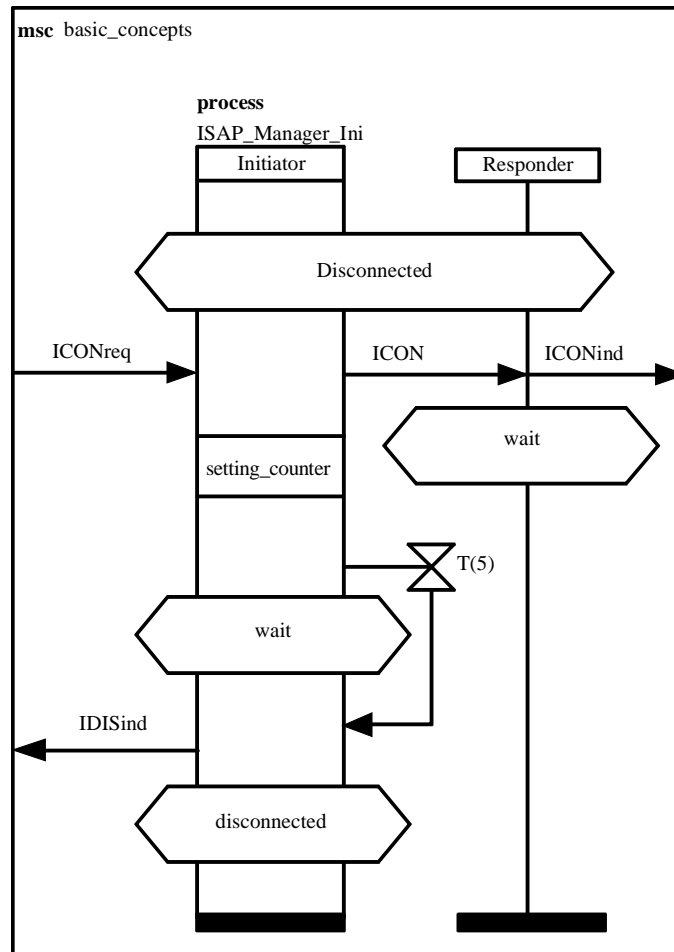 msc basic_concepts
process
ISAP_Manager_Ini
Initiator
Responder
Disconnected
ICONreq
ICON
ICONind
wait
setting_counter
T(5)
wait
IDISind
disconnected